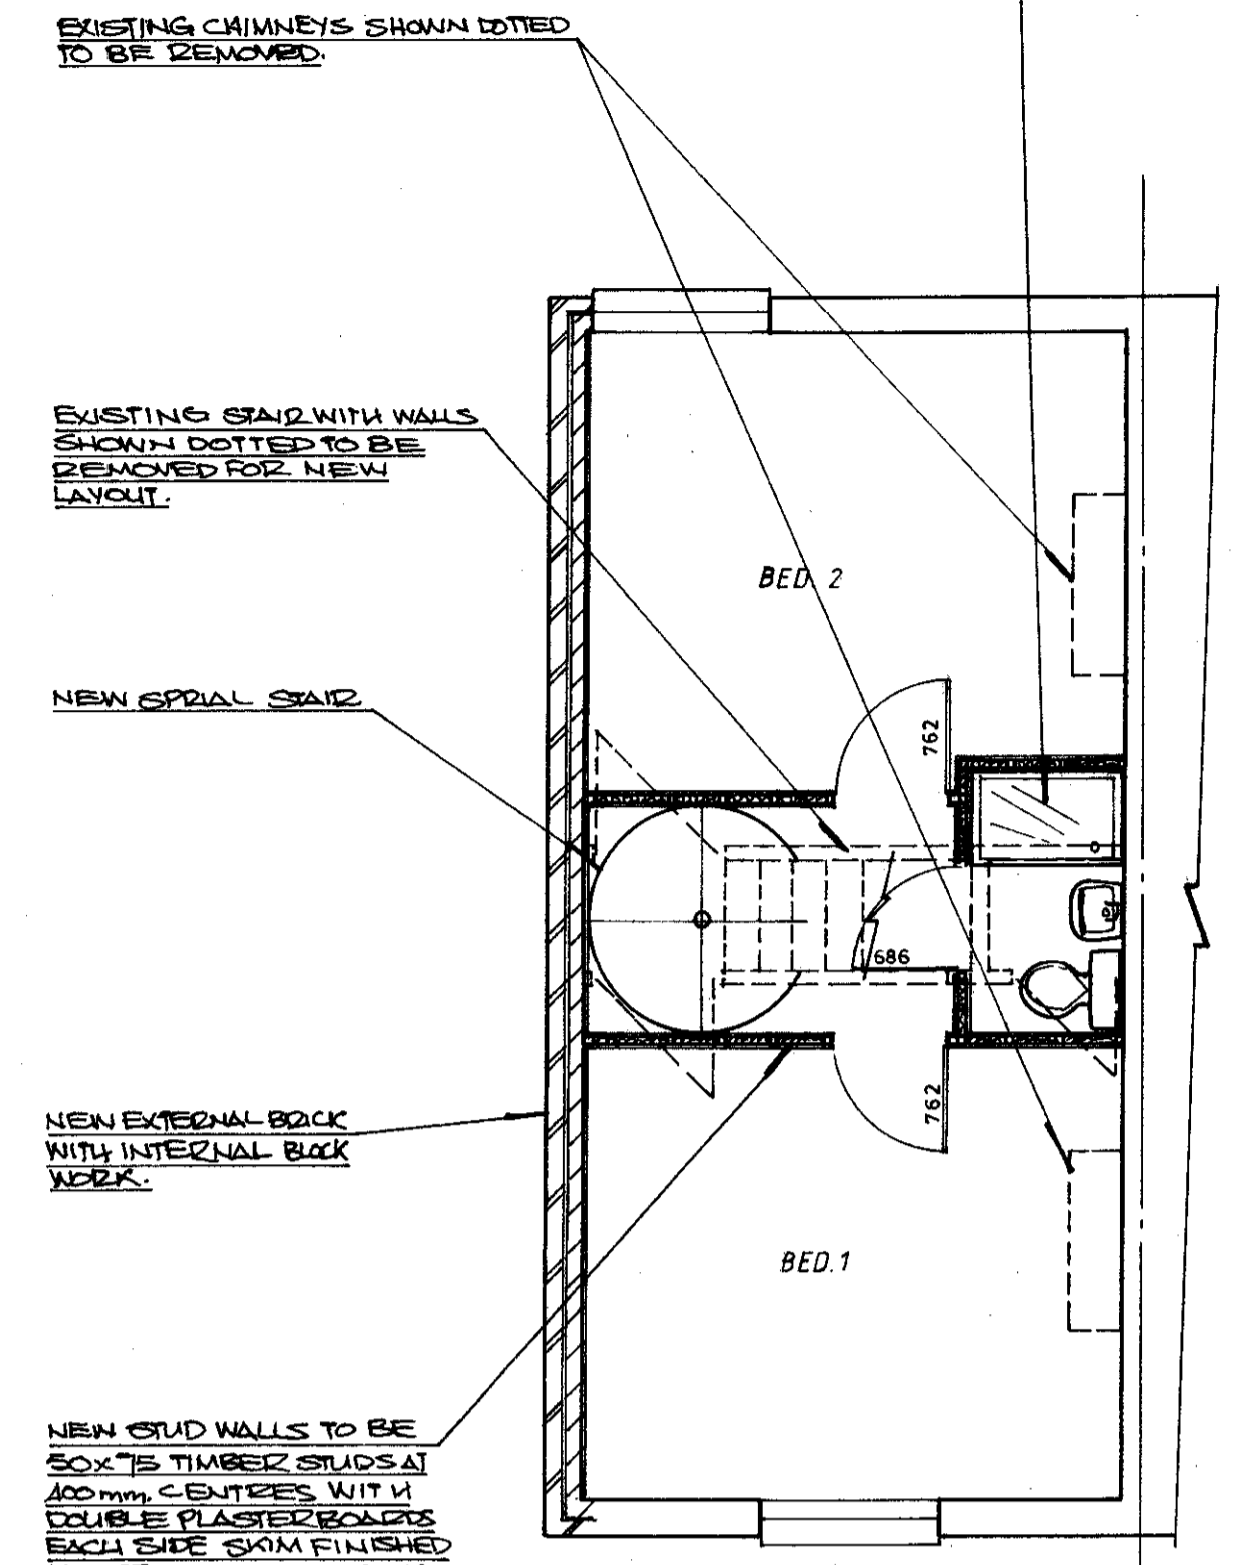 EXISTING CHIMNEYS SHOWN DOTTED
TO BE REMOVED.
EXISTING STAIR WITH WALLS
SHOWN DOTTED TO BE
REMOVED FOR NEW
LAYOUT.
BED. 2
NEW SPRIAL STAIR
762
686
NEW EXTERNAL BRICK
WITH INTERNAL BLOCK
WORK.
762
BED.1
NEW STUD WALLS TO BE
50x75 TIMBER STUDS AT
400mm. CENTRES WITH
DOUBLE PLASTERBOARDS
EACH SIDE SKIM FINISHED